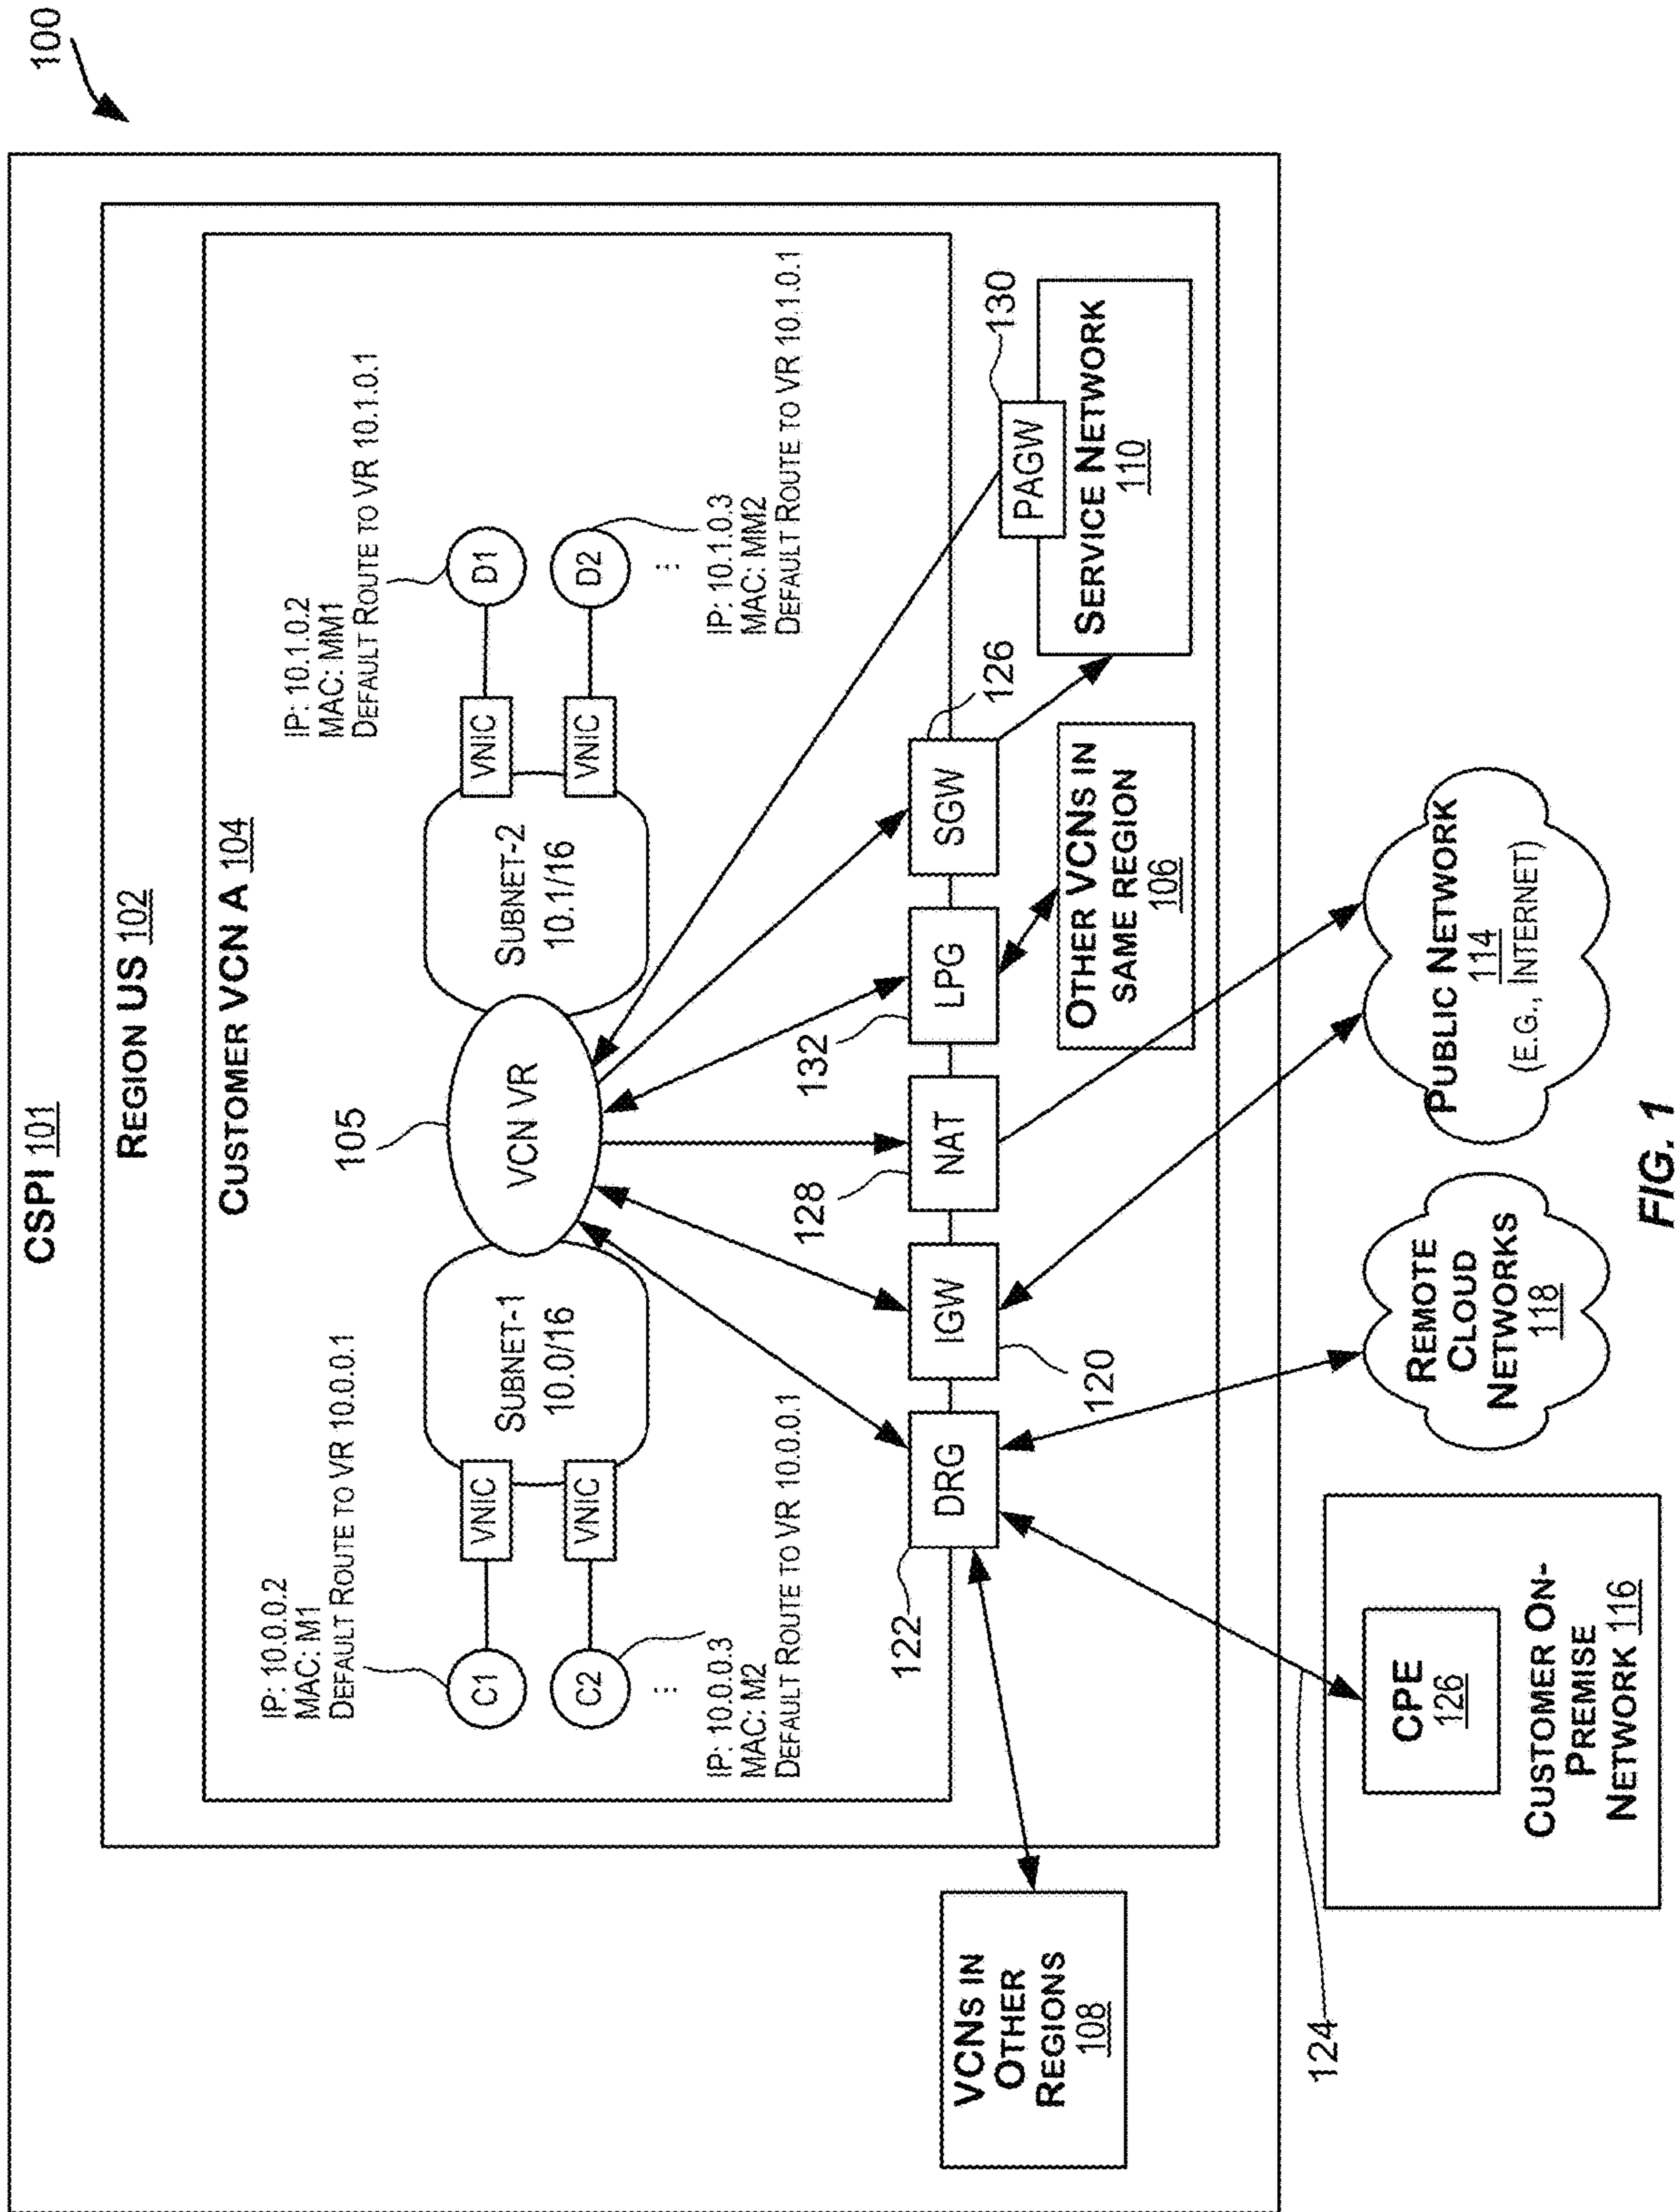 100
CSPI 101
REGION US 102
CUSTOMER VCN A 104
IP: 10.0.0.2
MAC: M1
DEFAULT ROUTE TO VR 10.0.0.1
105
IP: 10.1.0.2
MAC: MM1
DEFAULT ROUTE TO VR 10.1.0.1
C1
VNIC
SUBNET-1
10.0/16
VCN VR
SUBNET-2
10.1/16
VNIC
D1
C2
VNIC
VNIC
D2
...
...
IP: 10.0.0.3
MAC: M2
DEFAULT ROUTE TO VR 10.0.0.1
IP: 10.1.0.3
MAC: MM2
DEFAULT ROUTE TO VR 10.1.0.1
122
DRG
IGW
120
128
NAT
132
LPG
SGW
126
PAGW
130
SERVICE NETWORK
110
OTHER VCNS IN
SAME REGION
106
VCNS IN
OTHER
REGIONS
108
124
CPE
126
CUSTOMER ON-
PREMISE
NETWORK 116
REMOTE
CLOUD
NETWORKS
118
PUBLIC NETWORK
114
(E.G., INTERNET)
FIG. 1